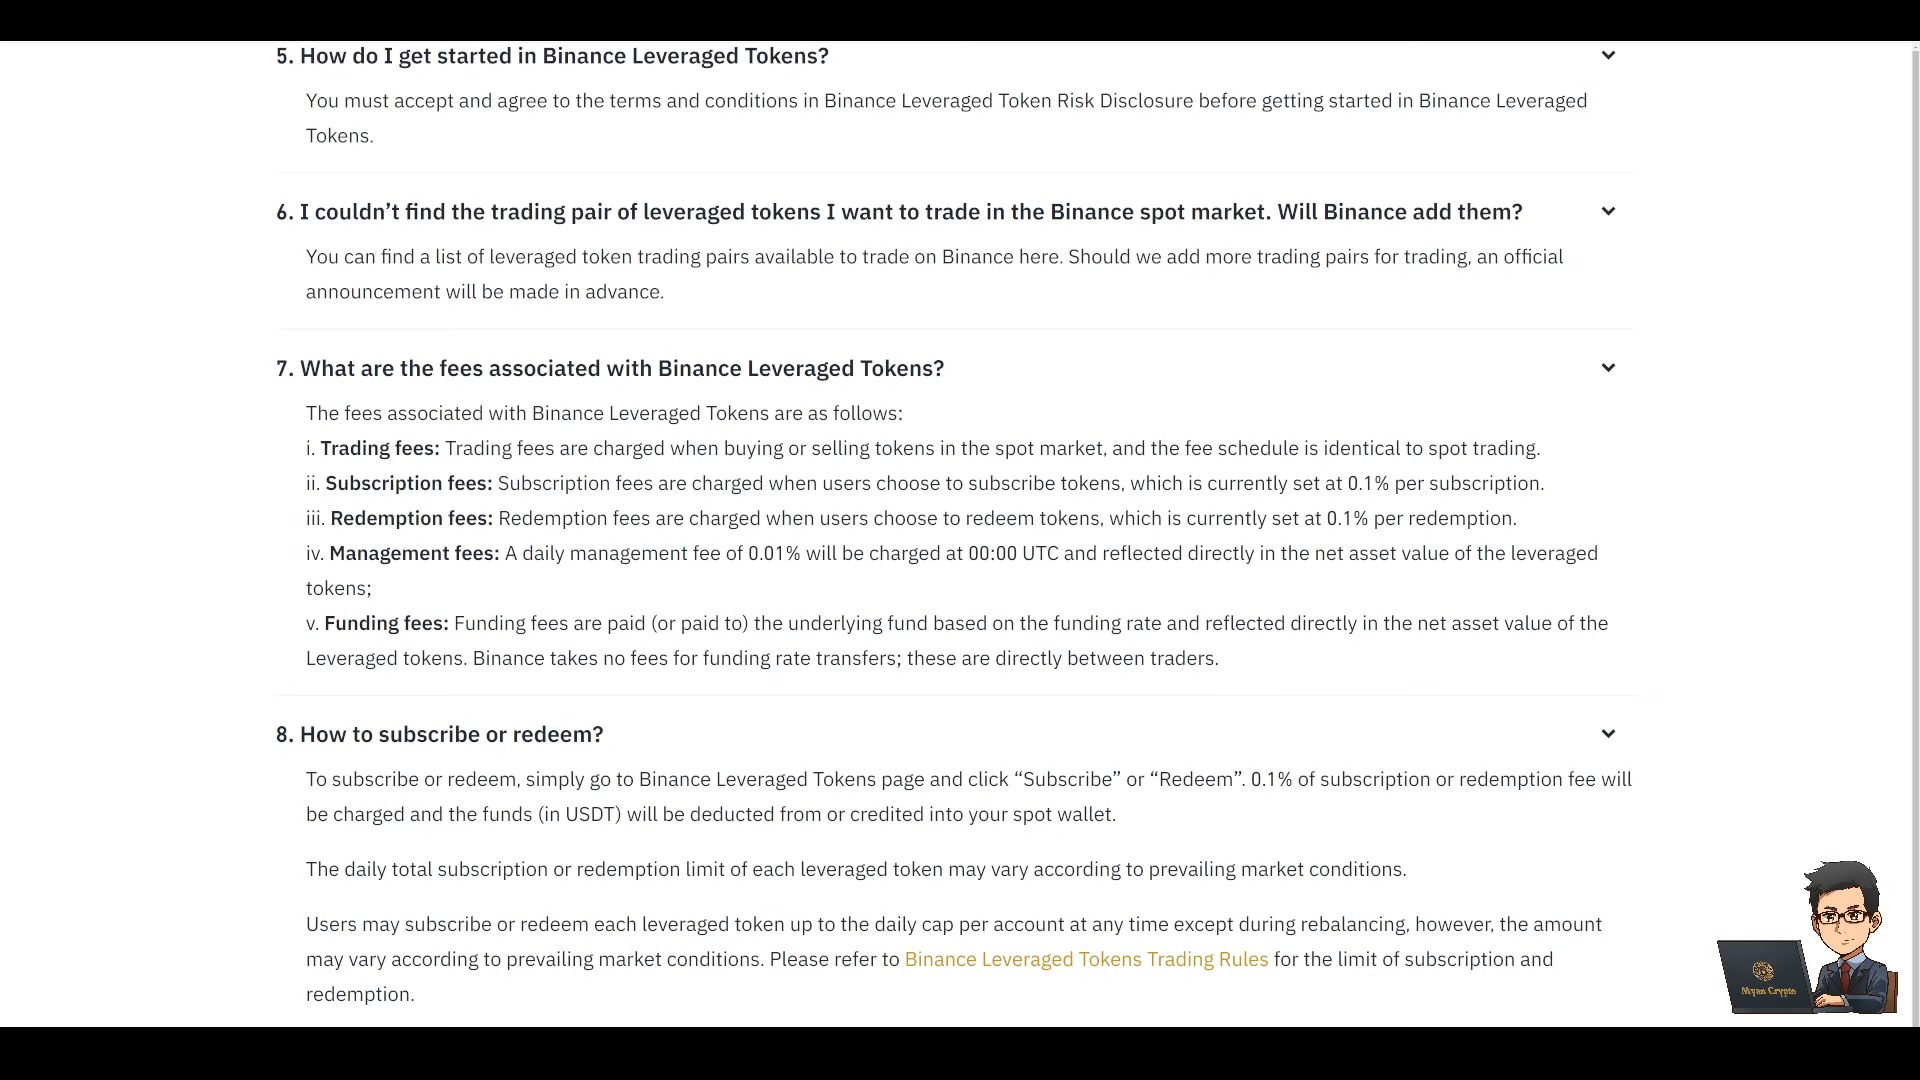 5. How do I get started in Binance Leveraged Tokens?
You must accept and agree to the terms and conditions in Binance Leveraged Token Risk Disclosure before getting started in Binance Leveraged
Tokens.
6. I couldn’t find the trading pair of leveraged tokens I want to trade in the Binance spot market. Will Binance add them?
You can find a list of leveraged token trading pairs available to trade on Binance here. Should we add more trading pairs for trading, an official
announcement will be made in advance.
7. What are the fees associated with Binance Leveraged Tokens?
The fees associated with Binance Leveraged Tokens are as follows:
i. Trading fees: Trading fees are charged when buying or selling tokens in the spot market, and the fee schedule is identical to spot trading.
ii. Subscription fees: Subscription fees are charged when users choose to subscribe tokens, which is currently set at 0.1% per subscription.
iii. Redemption fees: Redemption fees are charged when users choose to redeem tokens, which is currently set at 0.1% per redemption.
iv. Management fees: A daily management fee of 0.01% will be charged at 00:00 UTC and reflected directly in the net asset value of the leveraged
tokens;
v. Funding fees: Funding fees are paid (or paid to) the underlying fund based on the funding rate and reflected directly in the net asset value of the
Leveraged tokens. Binance takes no fees for funding rate transfers; these are directly between traders.
8. How to subscribe or redeem?
To subscribe or redeem, simply go to Binance Leveraged Tokens page and click “Subscribe” or “Redeem”. 0.1% of subscription or redemption fee will
be charged and the funds (in USDT) will be deducted from or credited into your spot wallet.
The daily total subscription or redemption limit of each leveraged token may vary according to prevailing market conditions.
Users may subscribe or redeem each leveraged token up to the daily cap per account at any time except during rebalancing, however, the amount
may vary according to prevailing market conditions. Please refer to Binance Leveraged Tokens Trading Rules for the limit of subscription and
redemption.
Myan Crypto